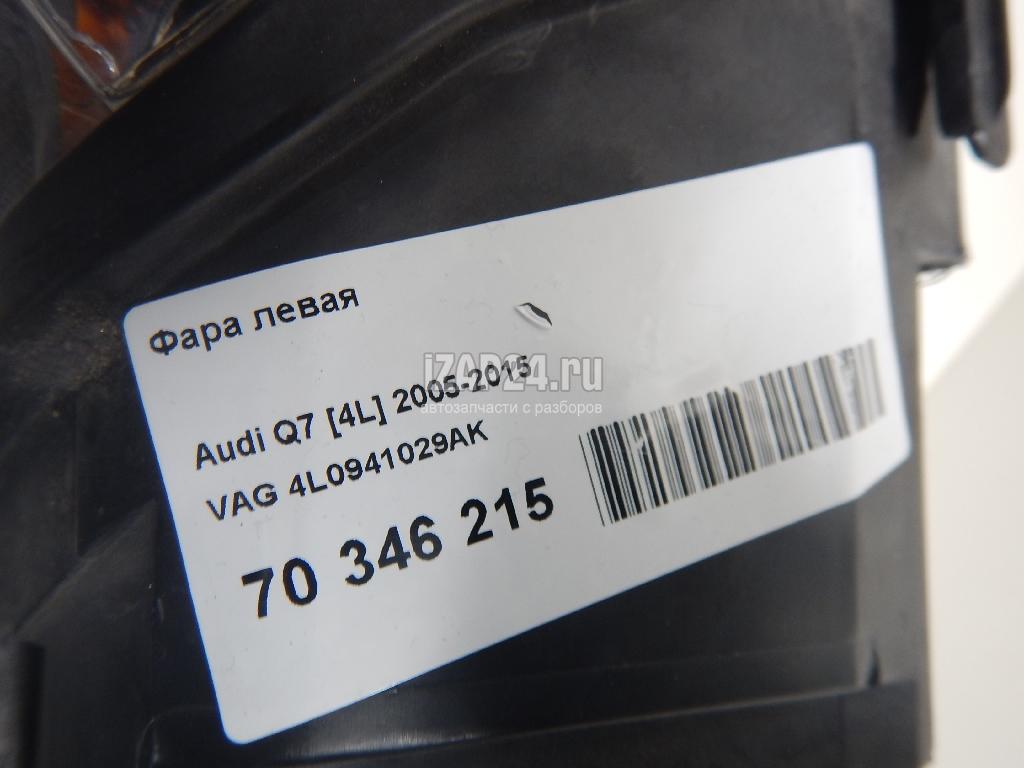 Фара левая
iZAP24.ru
Audi Q7 [4L] 2005-2015
автозапчасти с разборов
VAG 4L0941029AK
70 346 215